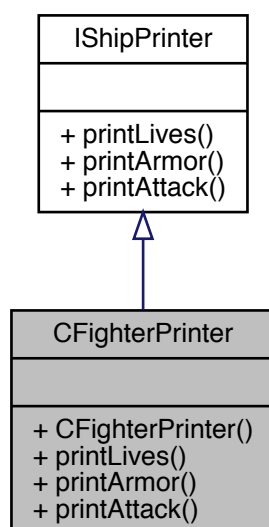 IShipPrinter
+ printLives()
+ printArmor()
+ printAttack()
CFighterPrinter
+ CFighterPrinter()
+ printLives()
+ printArmor()
+ printAttack()